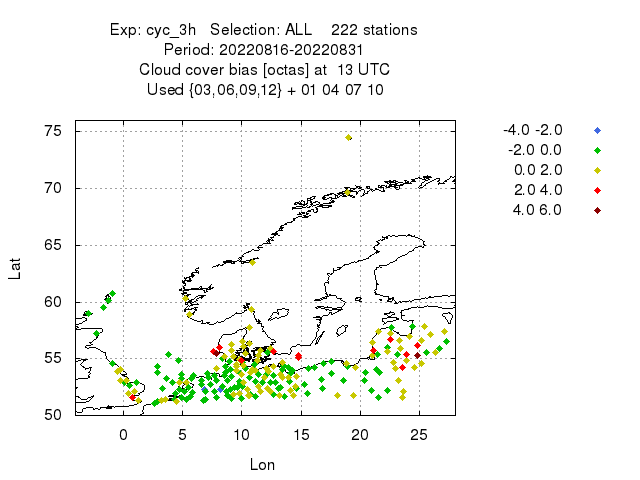 Exp: cyc_3h   Selection: ALL    222 stations
Period: 20220816-20220831
Cloud cover bias [octas] at  13 UTC
Used {03,06,09,12} + 01 04 07 10
-4.0 -2.0
-2.0 0.0
0.0 2.0
2.0 4.0
4.0 6.0
75
70
65
60
55
50
Lat
0 5 10 15 20 25
Lon